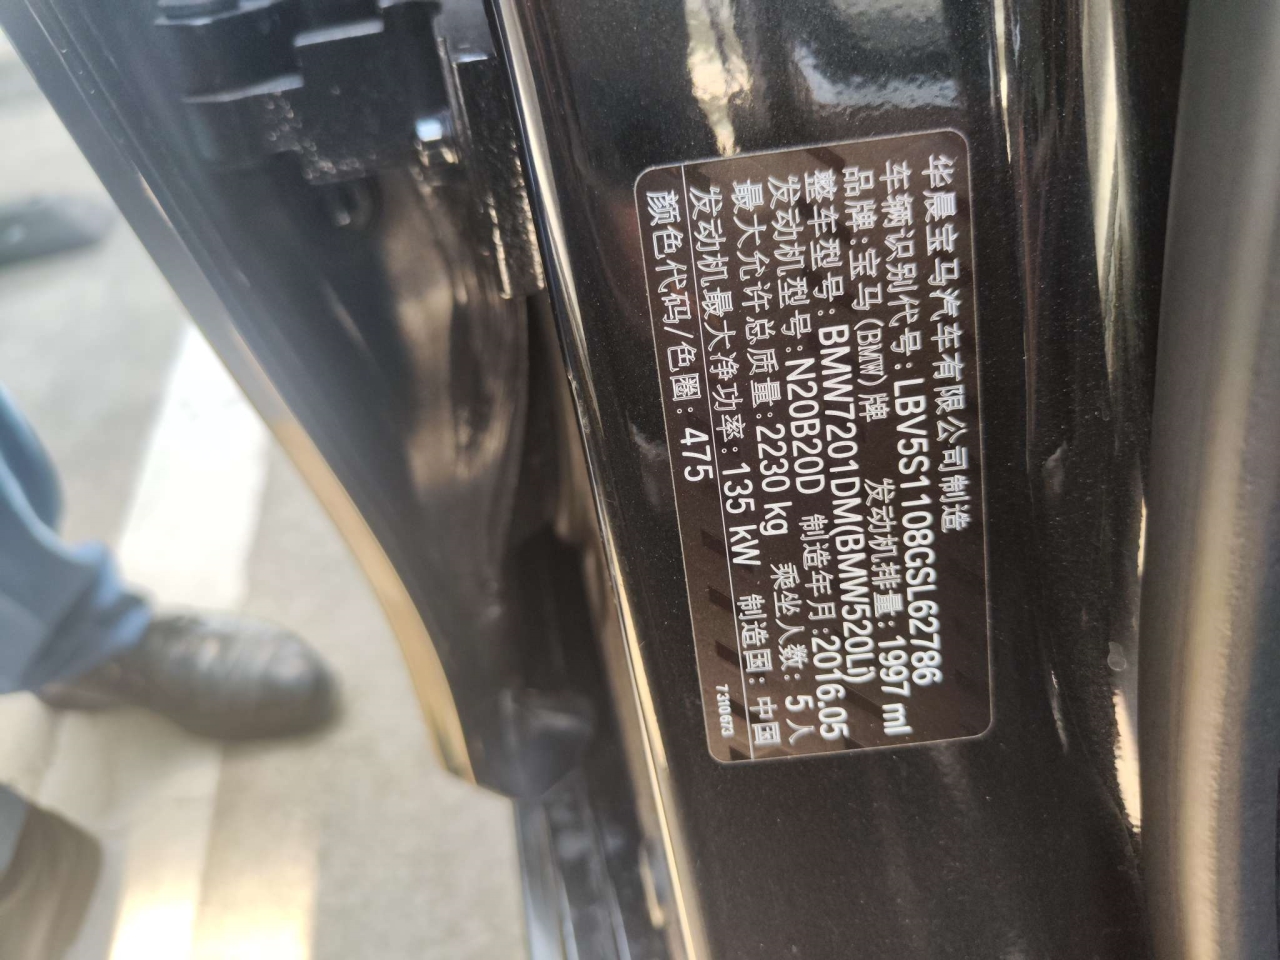 华晨宝马汽车有限公司制造
车辆识别代号：LBV5S1108GSL62786
品牌：宝马(BMW)牌 发动机排量：1997 ml
整车型号：BMW7201DM(BMW520Li)
发动机型号：N20B20D 制造年月：2016.05
最大允许总质量：2230 kg 乘坐人数：5人
发动机最大净功率：135 kW 制造国：中国
颜色代码/色圈：475 7310673